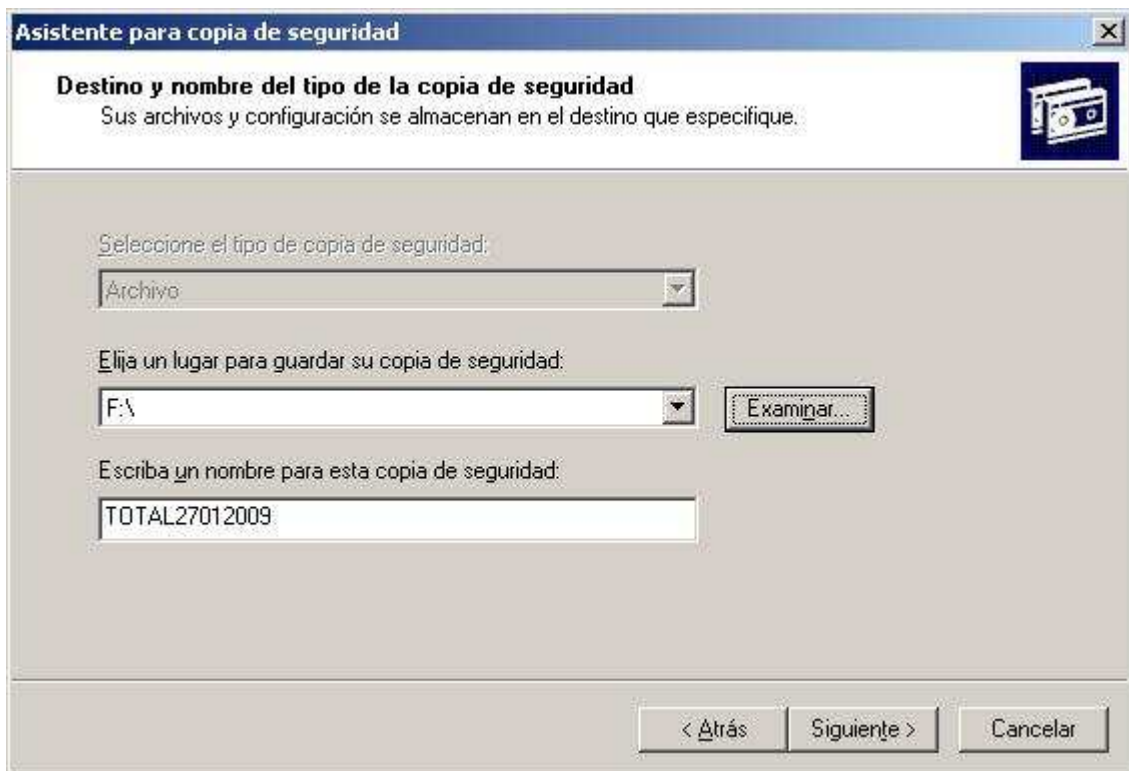 Asistente para copia de seguridad
Destino y nombre del tipo de la copia de seguridad
Sus archivos y configuración se almacenan en el destino que especifique.
Seleccione el tipo de copia de seguridad:
Archivo
Elija un lugar para guardar su copia de seguridad:
F:\
Examinar...
Escriba un nombre para esta copia de seguridad:
TOTAL27012009
< Atrás
Siguiente >
Cancelar